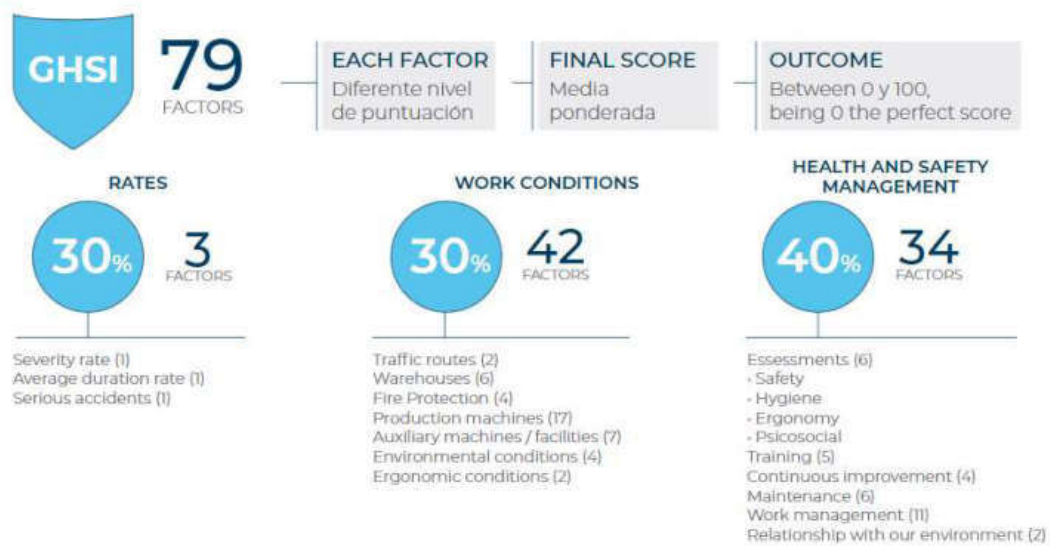 GHSI
79
FACTORS
EACH FACTOR
Diferente nivel
de puntuación
FINAL SCORE
Media
ponderada
OUTCOME
Between 0 y 100,
being 0 the perfect score
RATES
30%
3
FACTORS
Severity rate (1)
Average duration rate (1)
Serious accidents (1)
WORK CONDITIONS
30%
42
FACTORS
Traffic routes (2)
Warehouses (6)
Fire Protection (4)
Production machines (17)
Auxiliary machines / facilities (7)
Environmental conditions (4)
Ergonomic conditions (2)
HEALTH AND SAFETY
MANAGEMENT
40%
34
FACTORS
Essessments (6)
- Safety
- Hygiene
- Ergonomy
- Psicosocial
Training (5)
Continuous improvement (4)
Maintenance (6)
Work management (11)
Relationship with our environment (2)